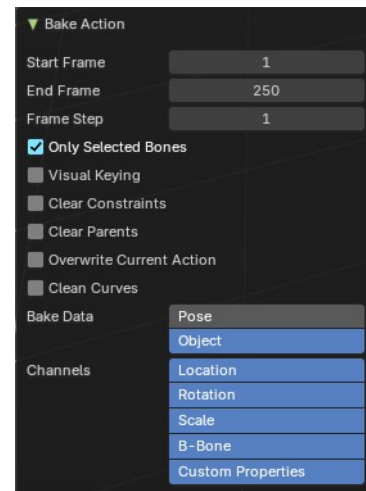 Bake Action
Start Frame 1
End Frame 250
Frame Step 1
Only Selected Bones
Visual Keying
Clear Constraints
Clear Parents
Overwrite Current Action
Clean Curves
Bake Data Pose
Object
Channels Location
Rotation
Scale
B-Bone
Custom Properties